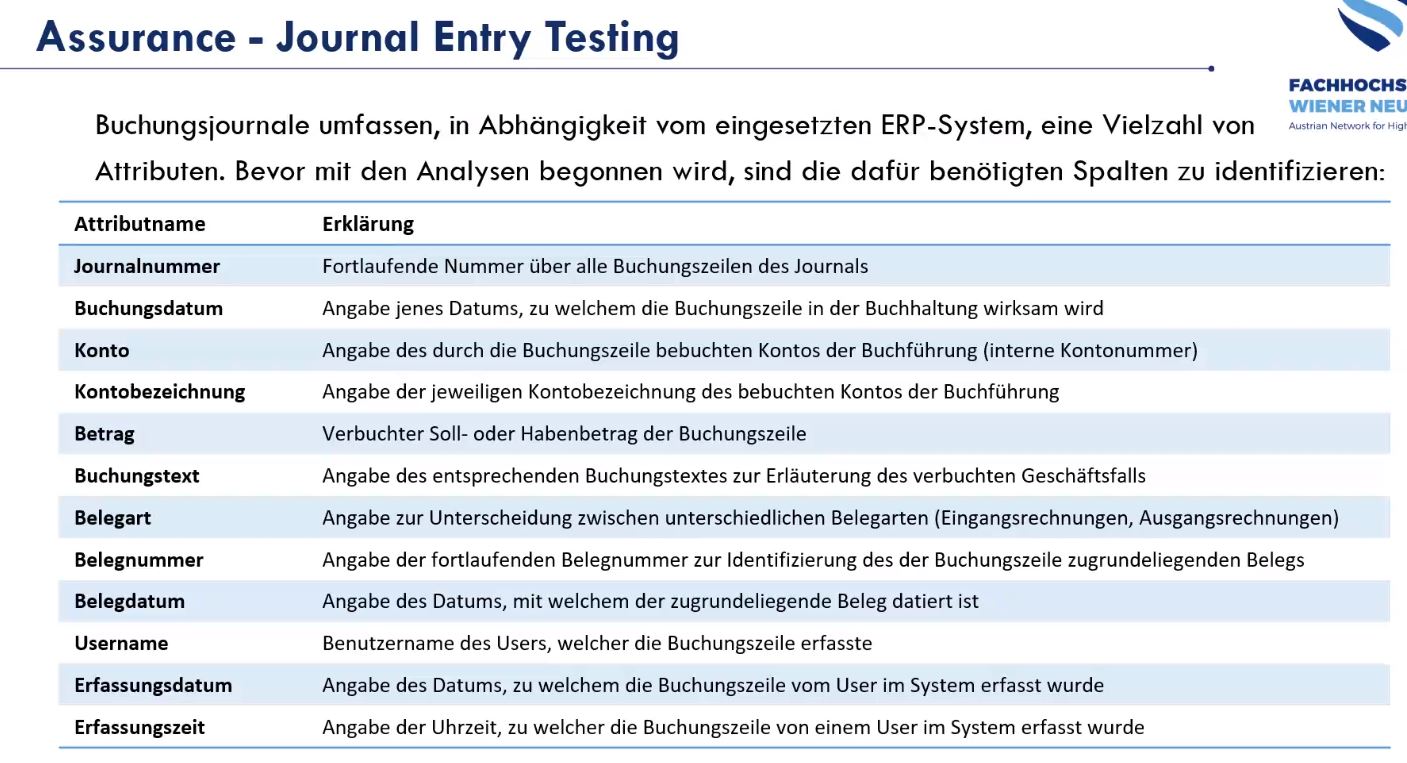 Assurance - Journal Entry Testing
WIENER
Austrian Network for
Buchungsjournale umfassen, in Abhängigkeit vom eingesetzten ERP-System, eine Vielzahl von
Attributen. Bevor mit den Analysen begonnen wird, sind die dafür benötigten Spalten zu identifizieren:
Attributname Erklärung
Journalnummer Fortlaufende Nummer über alle Buchungszeilen des Journals
Buchungsdatum Angabe jenes Datums, zu welchem die Buchungszeile in der Buchhaltung wirksam wird
Konto Angabe des durch die Buchungszeile bebuchten Kontos der Buchführung (interne Kontonummer)
Kontobezeichnung Angabe der jeweiligen Kontobezeichnung des bebuchten Kontos der Buchführung
Betrag Verbuchter Soll- oder Habenbetrag der Buchungszeile
Buchungstext Angabe des entsprechenden Buchungstextes zur Erläuterung des verbuchten Geschäftsfalls
Belegart Angabe zur Unterscheidung zwischen unterschiedlichen Belegarten (Eingangsrechnungen, Ausgangsrechnungen)
Belegnummer Angabe der fortlaufenden Belegnummer zur Identifizierung des der Buchungszeile zugrundeliegenden Belegs
Belegdatum Angabe des Datums, mit welchem der zugrundeliegende Beleg datiert ist
Username Benutzername des Users, welcher die Buchungszeile erfasste
Erfassungsdatum Angabe des Datums, zu welchem die Buchungszeile vom User im System erfasst wurde
Erfassungszeit Angabe der Uhrzeit, zu welcher die Buchungszeile von einem User im System erfasst wurde